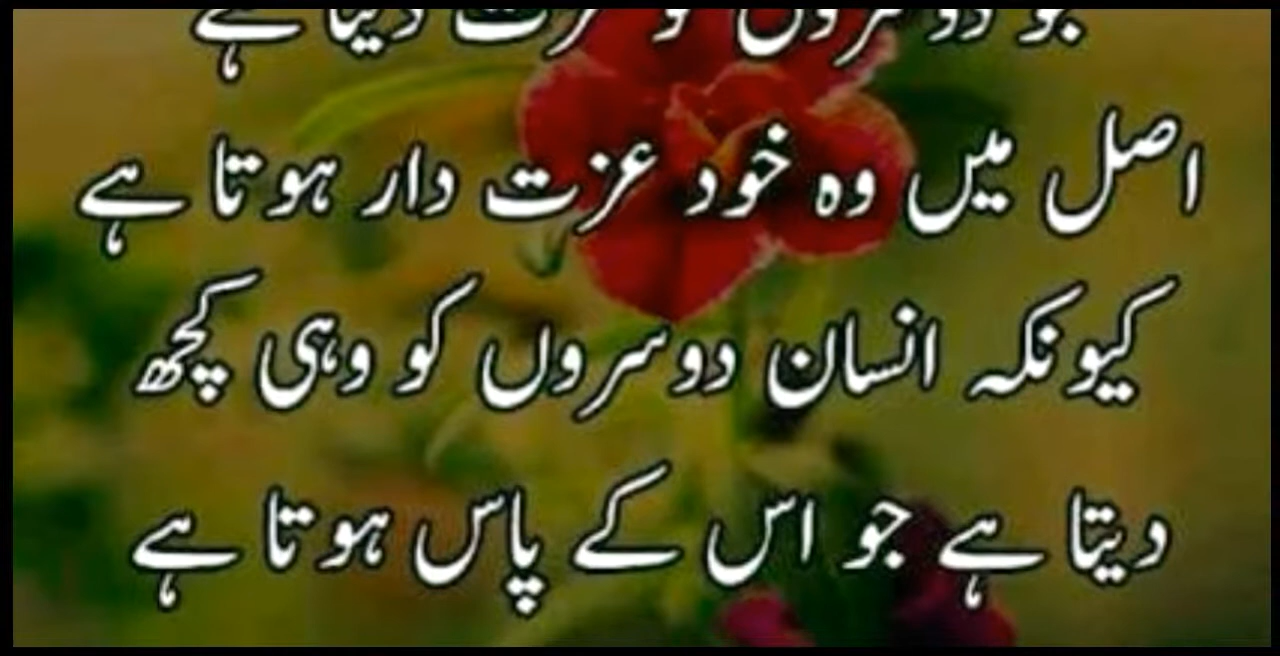 جو دوسروں کو عزت دیتا ہے
اصل میں وہ خود عزت دار ہوتا ہے
کیونکہ انسان دوسروں کو وہی کچھ
دیتا ہے جو اس کے پاس ہوتا ہے